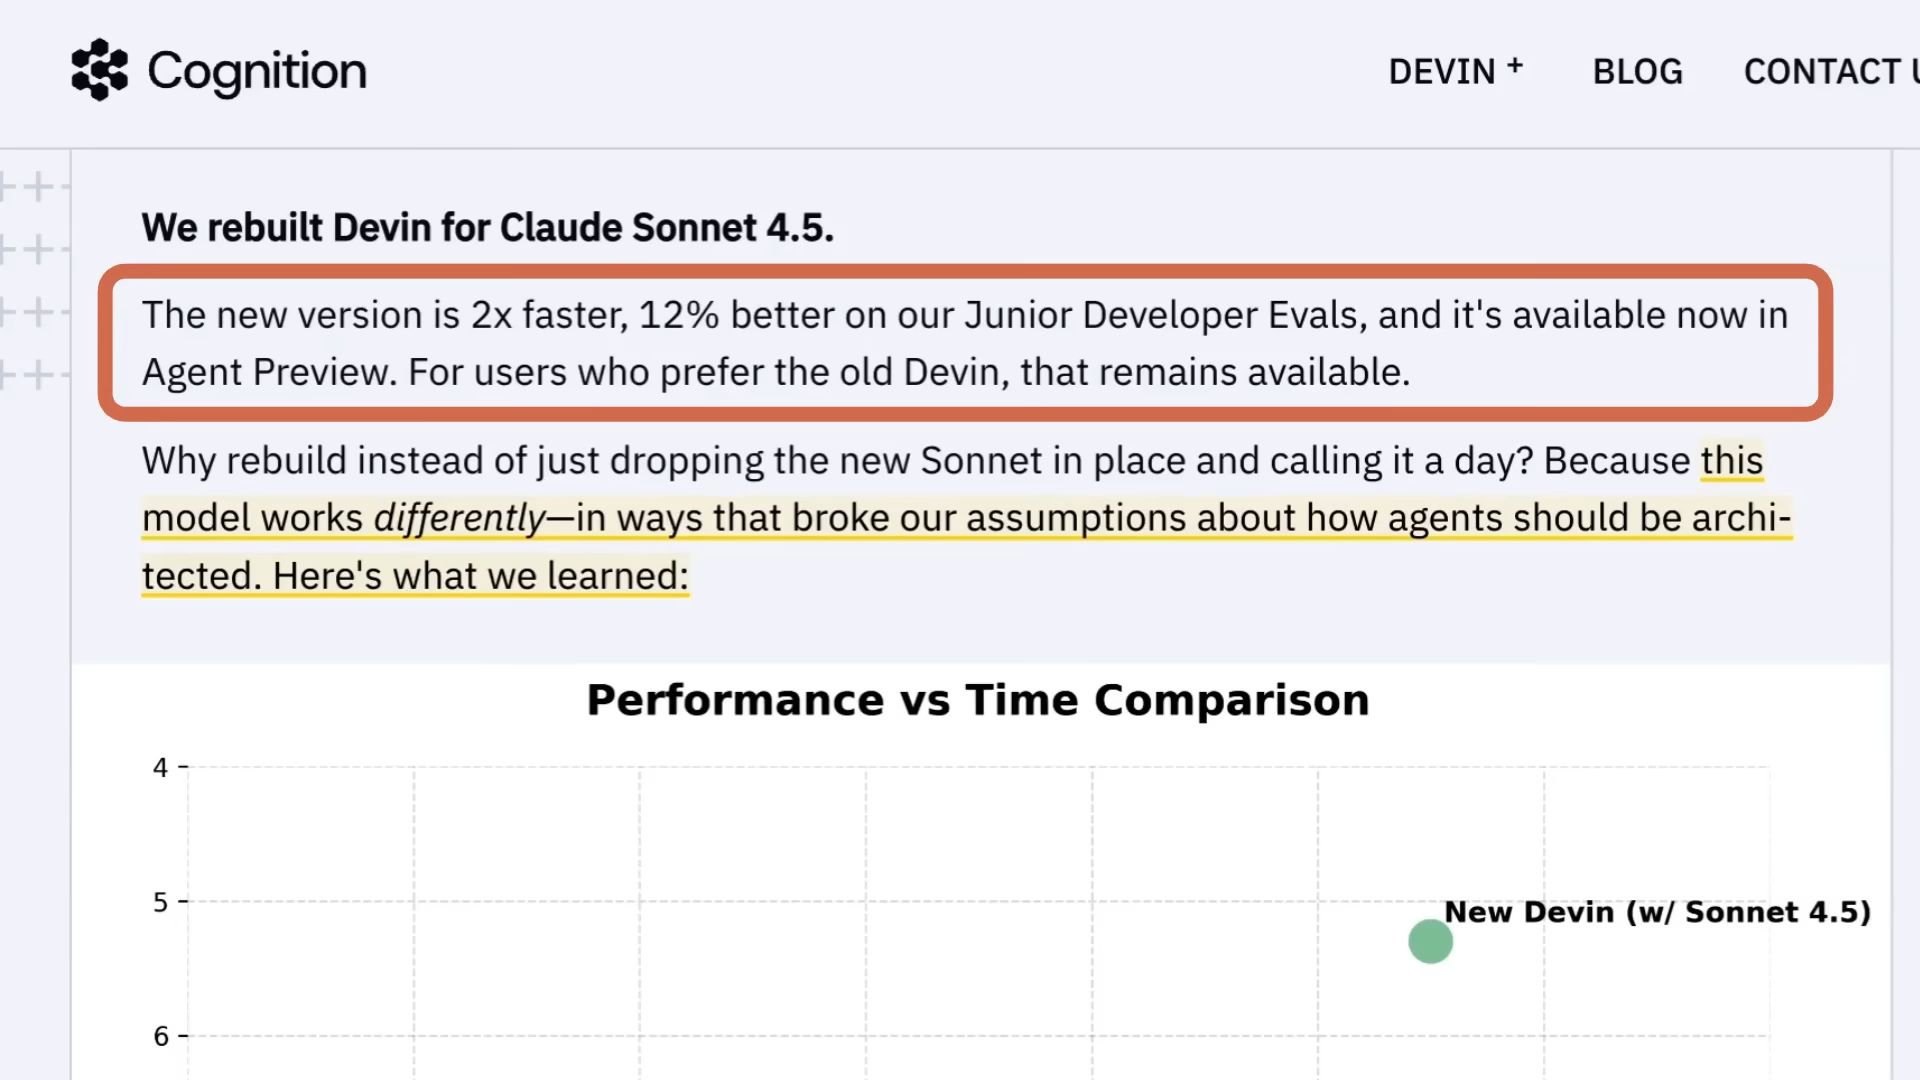 Cognition
DEVIN +
BLOG
CONTACT U
We rebuilt Devin for Claude Sonnet 4.5.
The new version is 2x faster, 12% better on our Junior Developer Evals, and it's available now in
Agent Preview. For users who prefer the old Devin, that remains available.
Why rebuild instead of just dropping the new Sonnet in place and calling it a day? Because this
model works differently—in ways that broke our assumptions about how agents should be archi-
tected. Here's what we learned:
Performance vs Time Comparison
4
5
New Devin (w/ Sonnet 4.5)
6